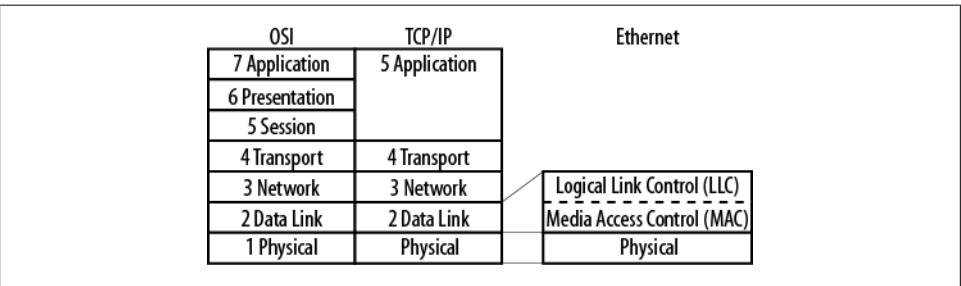 OSI TCP/IP Ethernet
7 Application 5 Application
6 Presentation
5 Session
4 Transport 4 Transport
3 Network 3 Network Logical Link Control (LLC)
2 Data Link 2 Data Link Media Access Control (MAC)
1 Physical Physical Physical